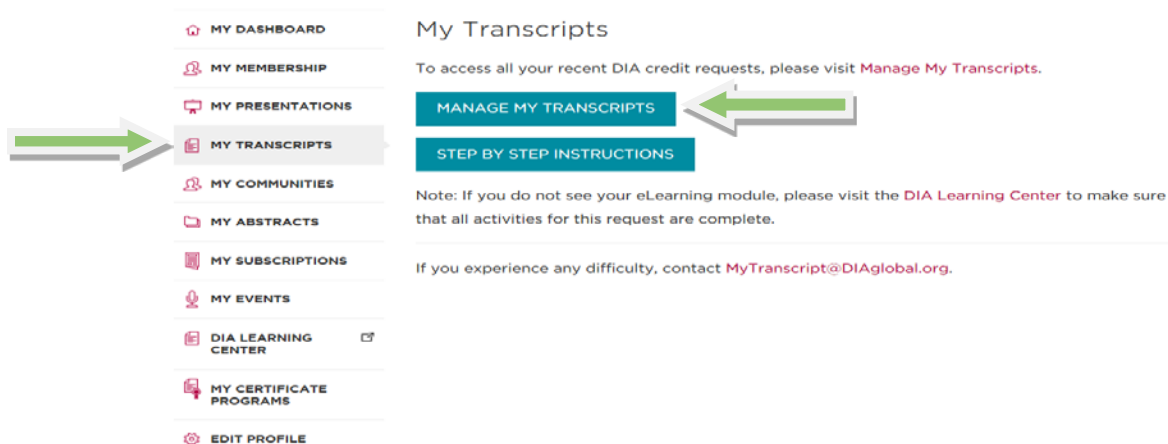 MY DASHBOARD
MY MEMBERSHIP
MY PRESENTATIONS
MY TRANSCRIPTS
MY COMMUNITIES
MY ABSTRACTS
MY SUBSCRIPTIONS
MY EVENTS
DIA LEARNING
CENTER
MY CERTIFICATE
PROGRAMS
EDIT PROFILE
My Transcripts
To access all your recent DIA credit requests, please visit Manage My Transcripts.
MANAGE MY TRANSCRIPTS
STEP BY STEP INSTRUCTIONS
Note: If you do not see your eLearning module, please visit the DIA Learning Center to make sure
that all activities for this request are complete.
If you experience any difficulty, contact MyTranscript@DIAglobal.org.